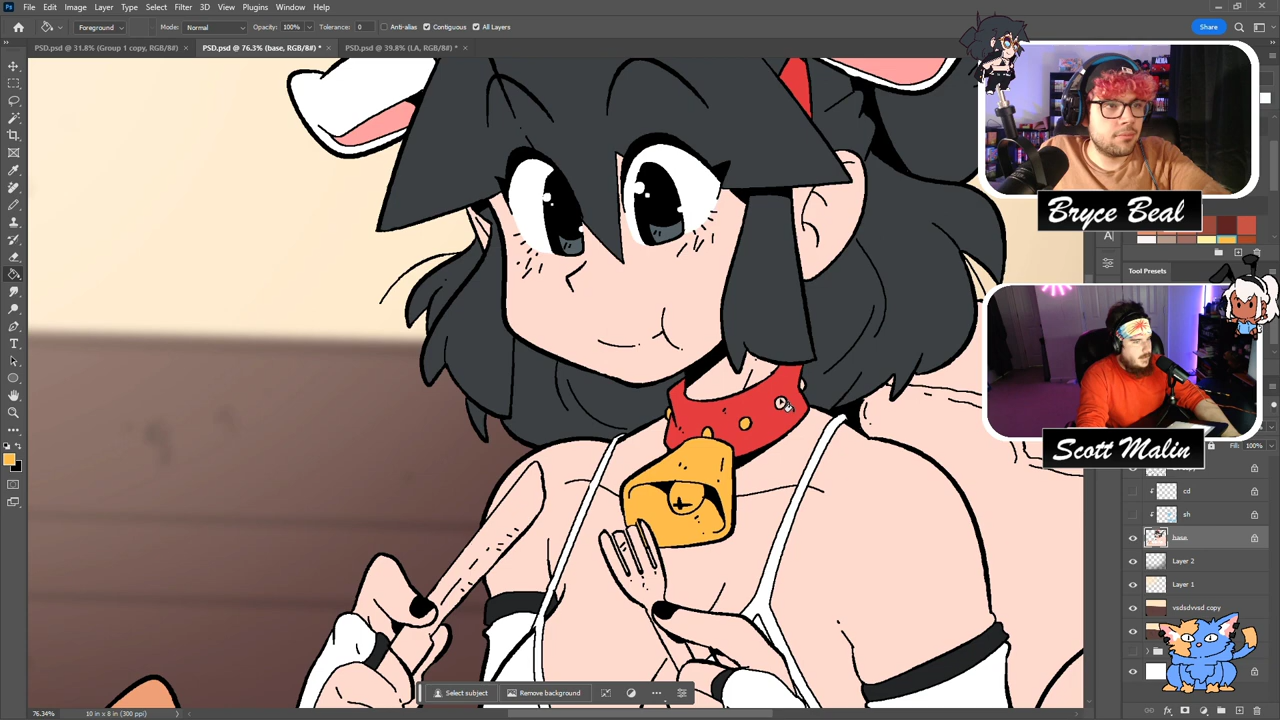 File Edit Image Layer Type Select Filter 3D View Plugins Window Help
Foreground Mode: Normal Opacity: 100% Tolerance: 0 Anti-alias Contiguous All Layers Share
PSD.psd @ 31.8% (Group 1 copy, RGB/8#) PSD.psd @ 76.3% (base, RGB/8#) * PSD.psd @ 39.8% (LA, RGB/8#) *
Bryce Beal
Tool Presets
Scott Malin
Fill: 100%
cd
sh
base
Layer 2
Layer 1
vsdsdvvsd copy
Select subject Remove background
76.34% 10 in x 8 in (300 ppi)